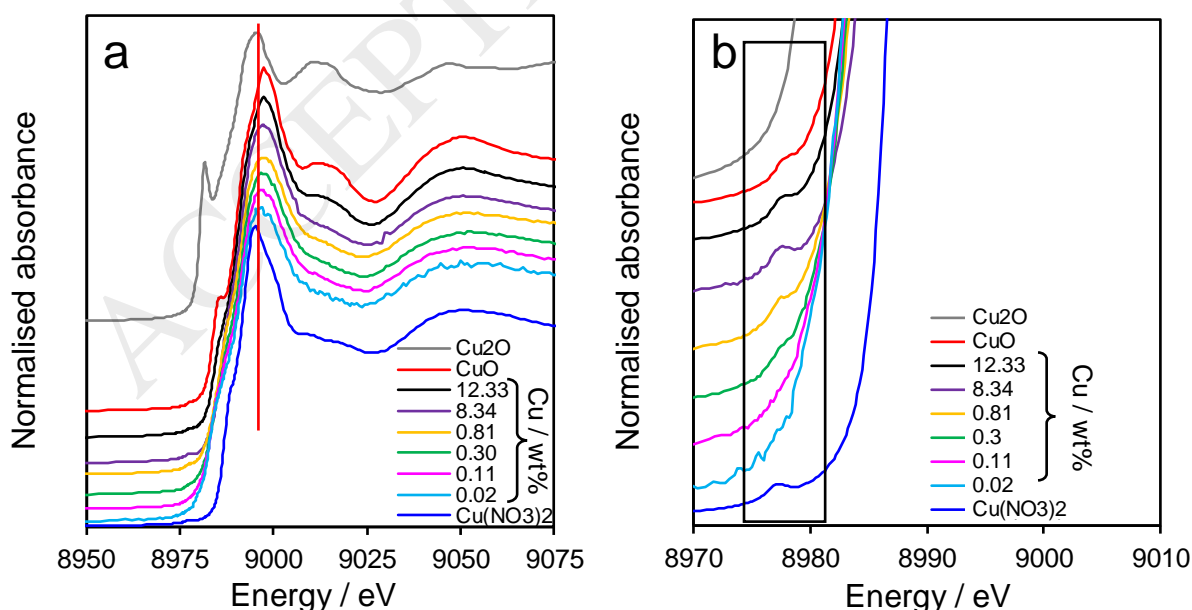 ACCEPT
a
Normalised absorbance
Cu2O
CuO
12.33
8.34
0.81
0.30
0.11
0.02
Cu(NO3)2
Cu / wt%
8950 8975 9000 9025 9050 9075
Energy / eV
b
Normalised absorbance
Cu2O
CuO
12.33
8.34
0.81
0.3
0.11
0.02
Cu(NO3)2
Cu / wt%
8970 8980 8990 9000 9010
Energy / eV